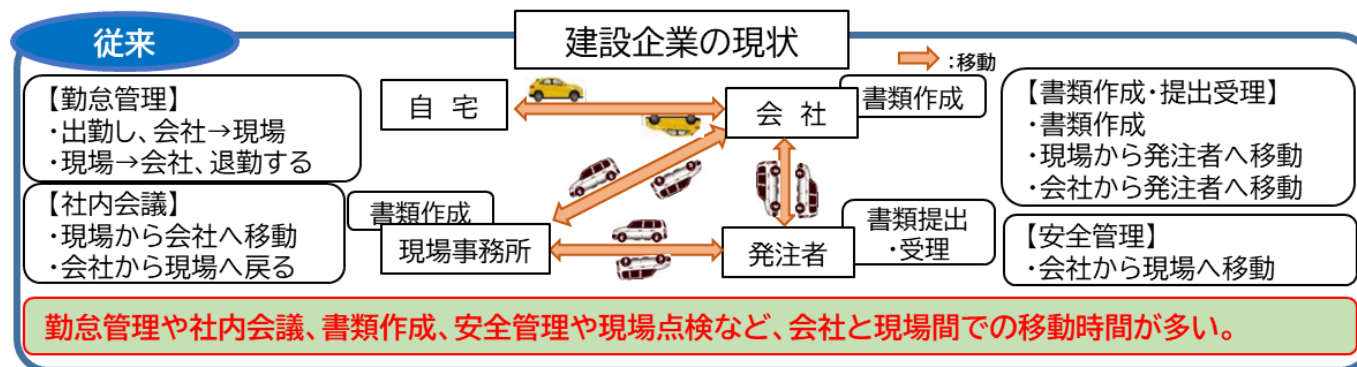 従来
建設企業の現状
:移動
【勤怠管理】
・出勤し、会社→現場
・現場→会社、退勤する
【社内会議】
・現場から会社へ移動
・会社から現場へ戻る
自 宅
会 社
書類作成
書類作成
現場事務所
発注者
書類提出
・受理
【書類作成・提出受理】
・書類作成
・現場から発注者へ移動
・会社から発注者へ移動
【安全管理】
・会社から現場へ移動
勤怠管理や社内会議、書類作成、安全管理や現場点検など、会社と現場間での移動時間が多い。